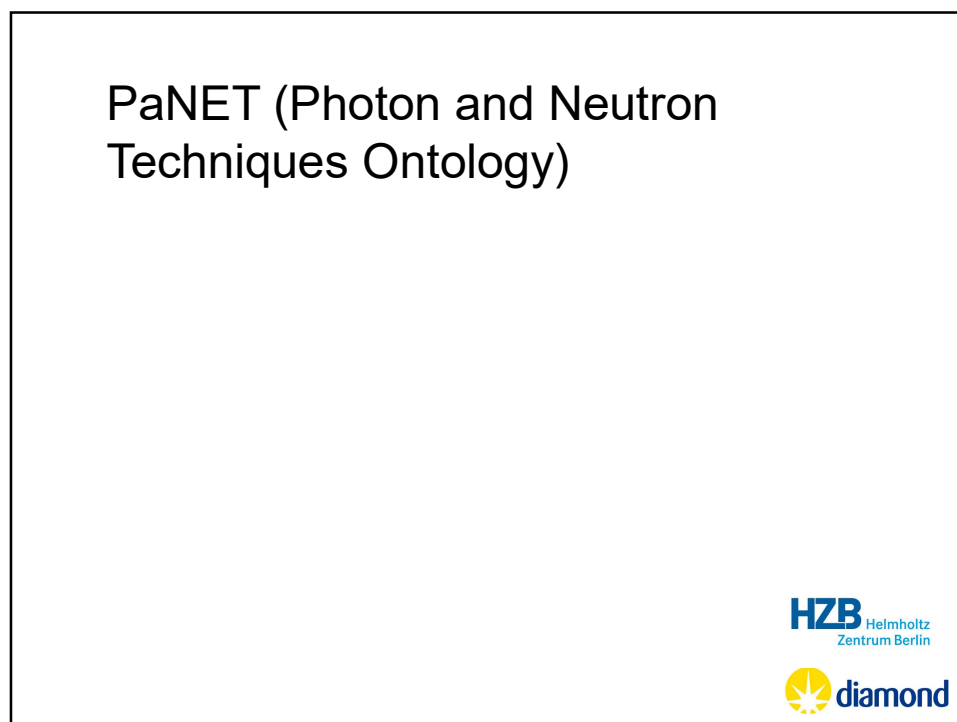 PaNET (Photon and Neutron
Techniques Ontology)
HZB Helmholtz
Zentrum Berlin
diamond